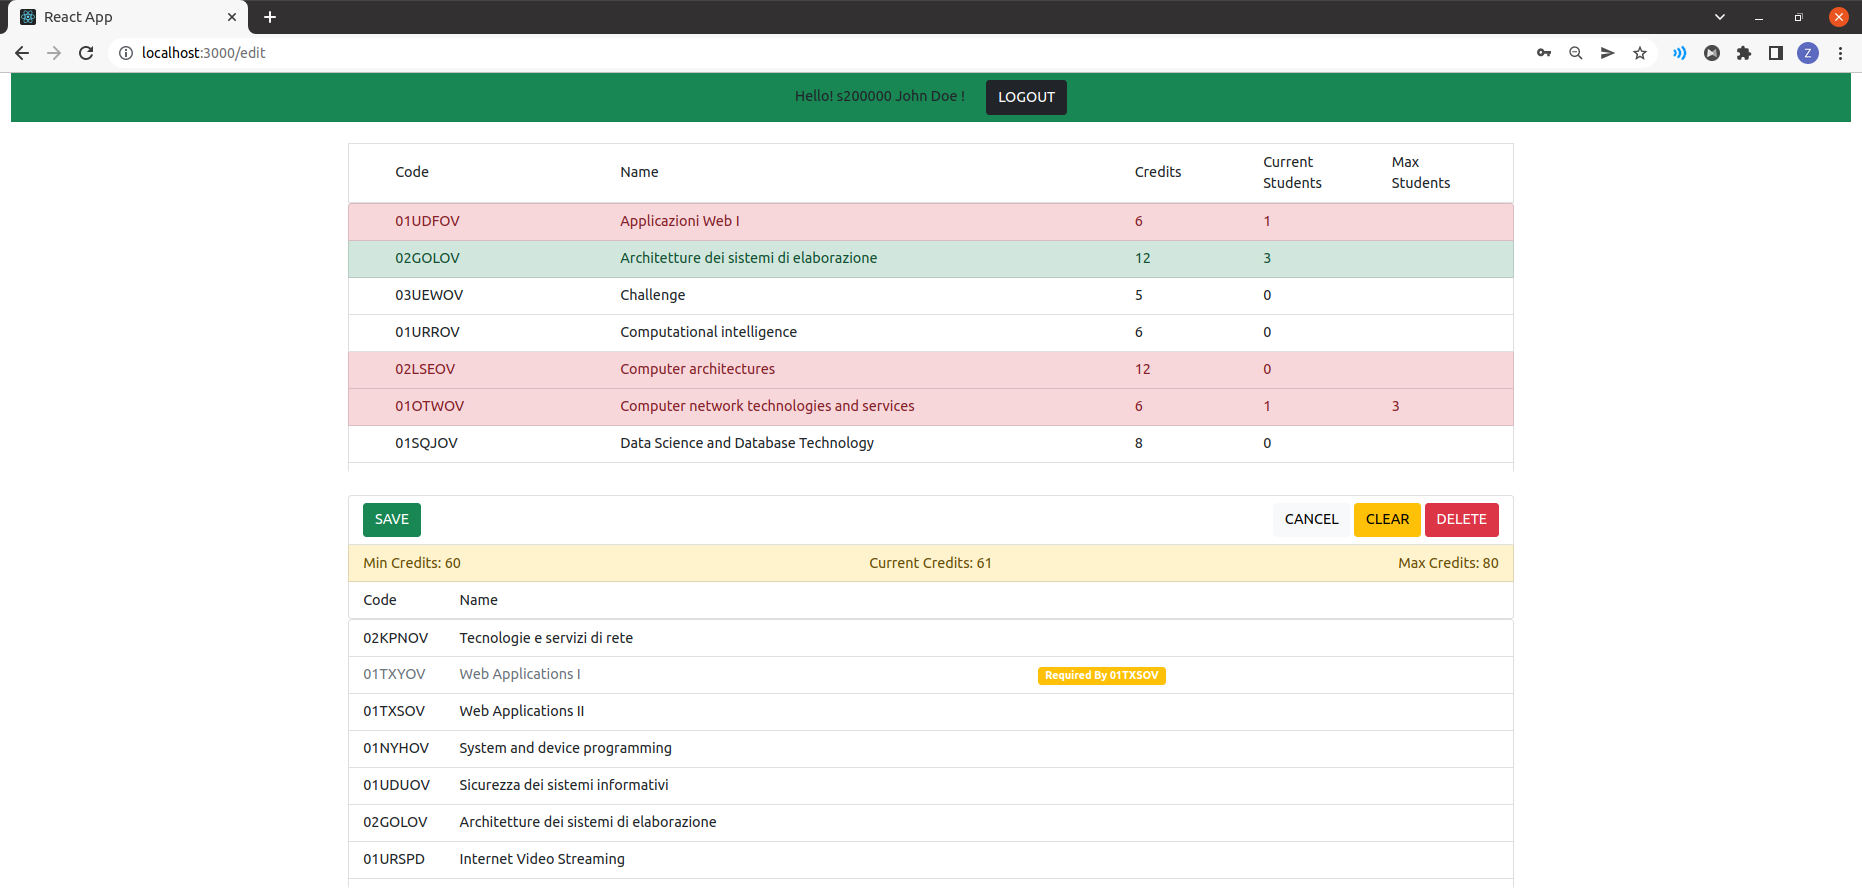 React App
localhost:3000/edit
Z
Hello! s200000 John Doe ! LOGOUT
Code Name Credits Current Students Max Students
01UDFOV Applicazioni Web I 6 1
02GOLOV Architetture dei sistemi di elaborazione 12 3
03UEWOV Challenge 5 0
01URROV Computational intelligence 6 0
02LSEOV Computer architectures 12 0
01OTWOV Computer network technologies and services 6 1 3
01SQJOV Data Science and Database Technology 8 0
SAVE CANCEL CLEAR DELETE
Min Credits: 60 Current Credits: 61 Max Credits: 80
Code Name
02KPNOV Tecnologie e servizi di rete
01TXYOV Web Applications I Required By 01TXSOV
01TXSOV Web Applications II
01NYHOV System and device programming
01UDUOV Sicurezza dei sistemi informativi
02GOLOV Architetture dei sistemi di elaborazione
01URSPD Internet Video Streaming